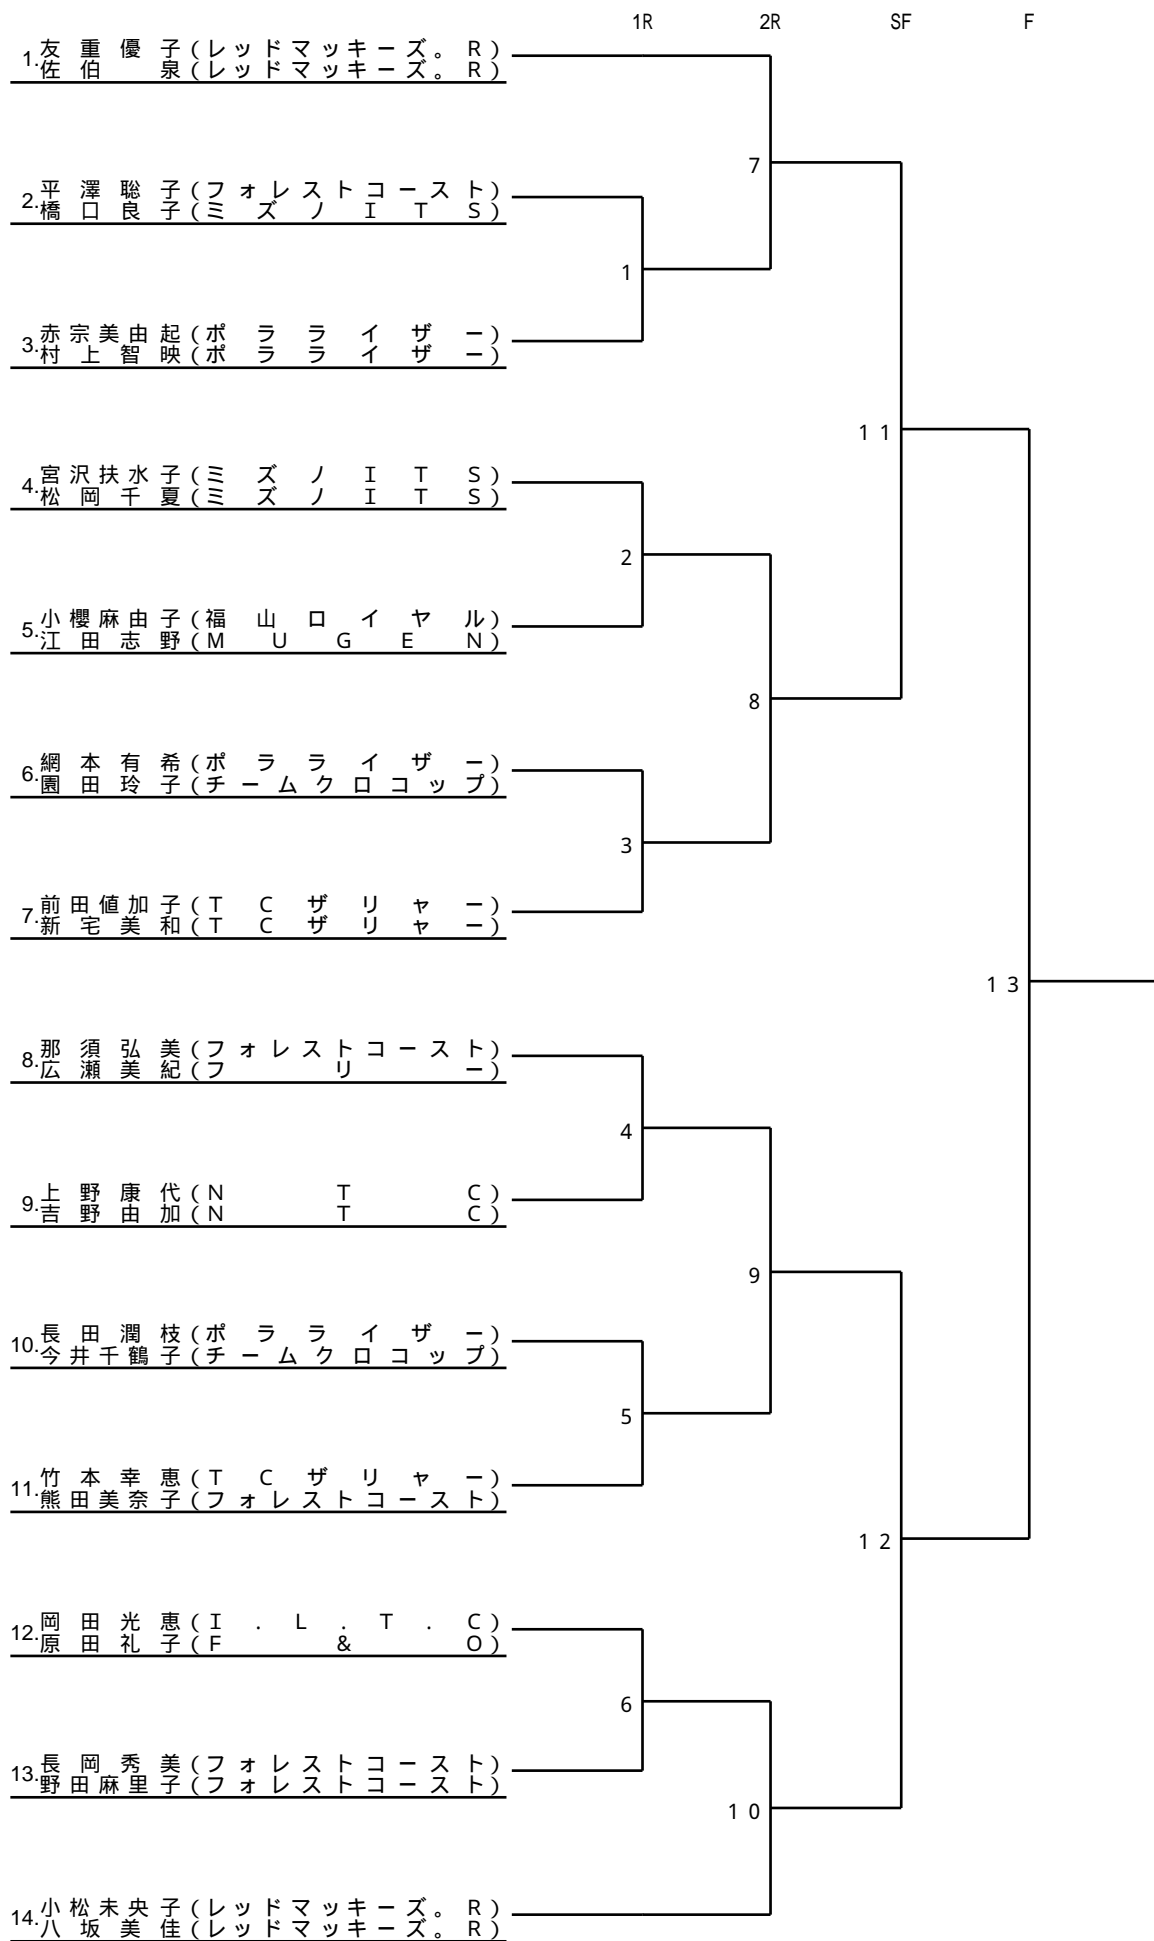 1R 2R SF F
1.友重優子(レッドマッキーズ。R)
佐伯泉(レッドマッキーズ。R)
7
2.平澤聡子(フォレストコースト)
橋口良子(ミズノITS)
1
3.赤宗美由起(ポラライザー)
村上智映(ポラライザー)
11
4.宮沢扶水子(ミズノITS)
松岡千夏(ミズノITS)
2
5.小櫻麻由子(福山ロイヤル)
江田志野(MUGEN)
8
6.網本有希(ポラライザー)
園田玲子(チームクロコップ)
3
7.前田値加子(TCザリャー)
新宅美和(TCザリャー)
13
8.那須弘美(フォレストコースト)
広瀬美紀(フリー)
4
9.上野康代(NTC)
吉野由加(NTC)
9
10.長田潤枝(ポラライザー)
今井千鶴子(チームクロコップ)
5
11.竹本幸恵(TCザリャー)
熊田美奈子(フォレストコースト)
12
12.岡田光恵(I.L.T.C)
原田礼子(F&O)
6
13.長岡秀美(フォレストコースト)
野田麻里子(フォレストコースト)
10
14.小松未央子(レッドマッキーズ。R)
八坂美佳(レッドマッキーズ。R)